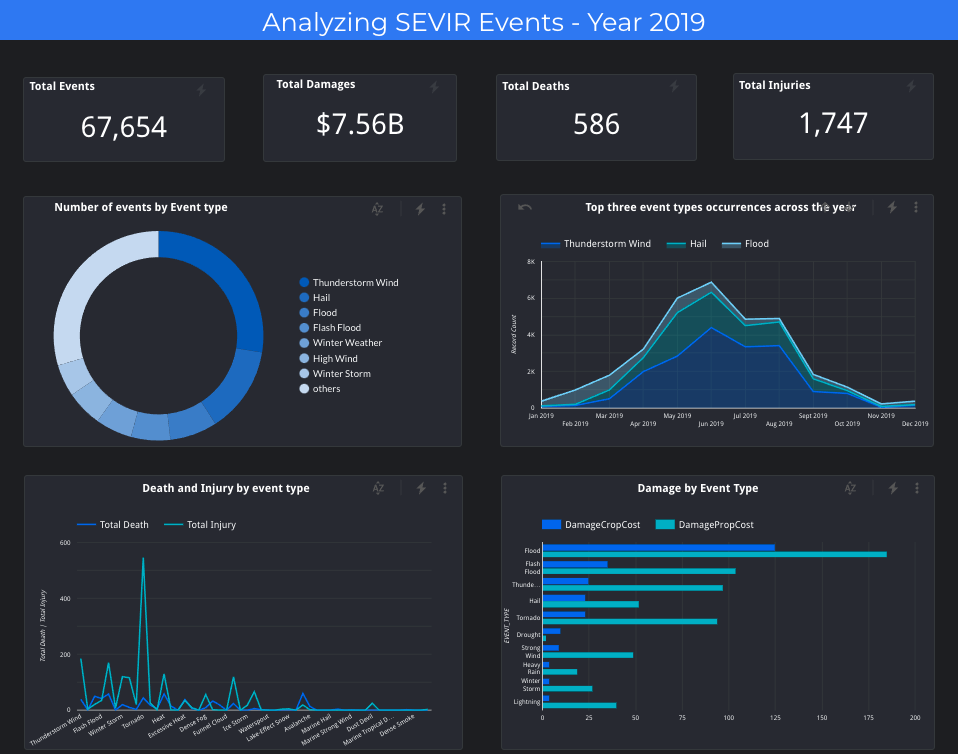 Analyzing SEVIR Events - Year 2019
Total Events
67,654
Total Damages
$7.56B
Total Deaths
586
Total Injuries
1,747
Number of events by Event type
AZ
Thunderstorm Wind
Hail
Flood
Flash Flood
Winter Weather
High Wind
Winter Storm
others
Top three event types occurrences across the year
Thunderstorm Wind Hail Flood
Record Count
8K
6K
4K
2K
0
Jan 2019 Mar 2019 May 2019 Jul 2019 Sept 2019 Nov 2019
Feb 2019 Apr 2019 Jun 2019 Aug 2019 Oct 2019 Dec 2019
Death and Injury by event type
AZ
Total Death Total Injury
Total Death | Total Injury
600
400
200
0
Thunderstorm Wind
Flash Flood
Winter Storm
Tornado
Heat
Excessive Heat
Dense Fog
Funnel Cloud
Ice Storm
Waterspout
Lake Effect Snow
Avalanche
Marine Hail
Marine Strong Wind
Dust Devil
Marine Tropical D...
Dense Smoke
Damage by Event Type
AZ
DamageCropCost DamagePropCost
EVENT_TYPE
Flood
Flash
Flood
Thunde...
Hail
Tornado
Drought
Strong
Wind
Heavy
Rain
Winter
Storm
Lightning
0 25 50 75 100 125 150 175 200